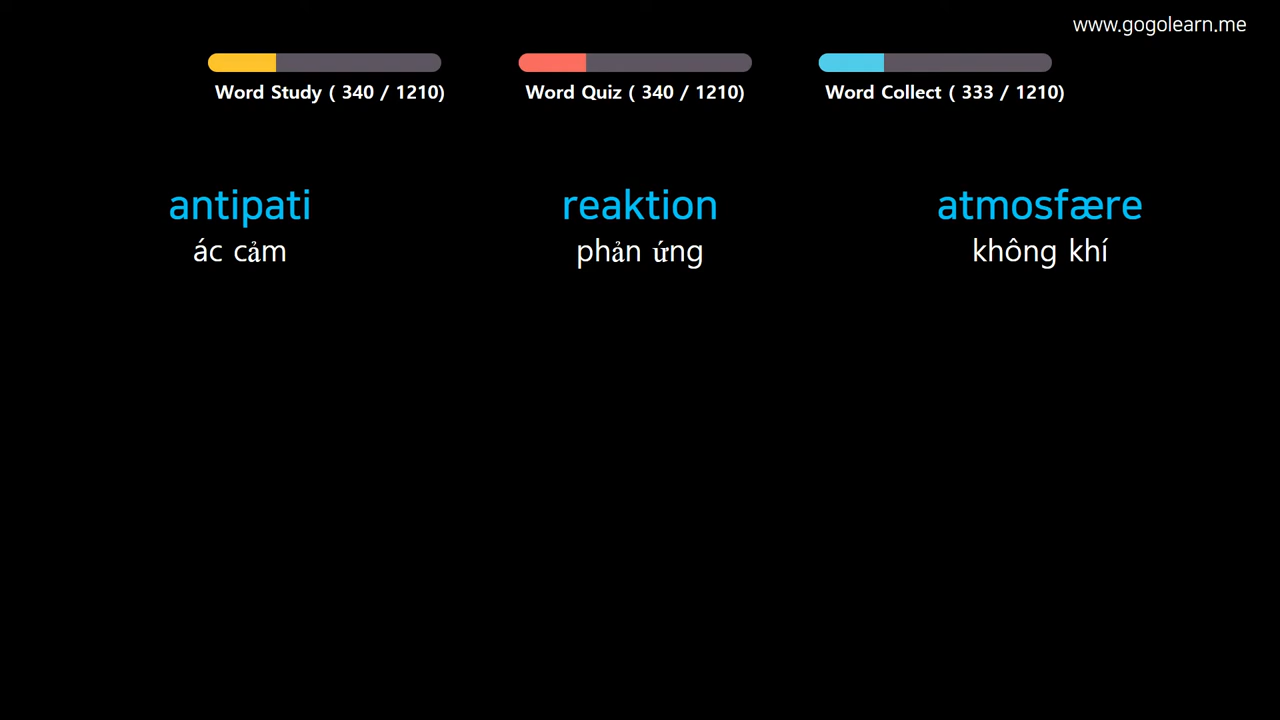 www.gogolearn.me
Word Study ( 340 / 1210)
Word Quiz ( 340 / 1210)
Word Collect ( 333 / 1210)
antipati
ác cảm
reaktion
phản ứng
atmosfære
không khí